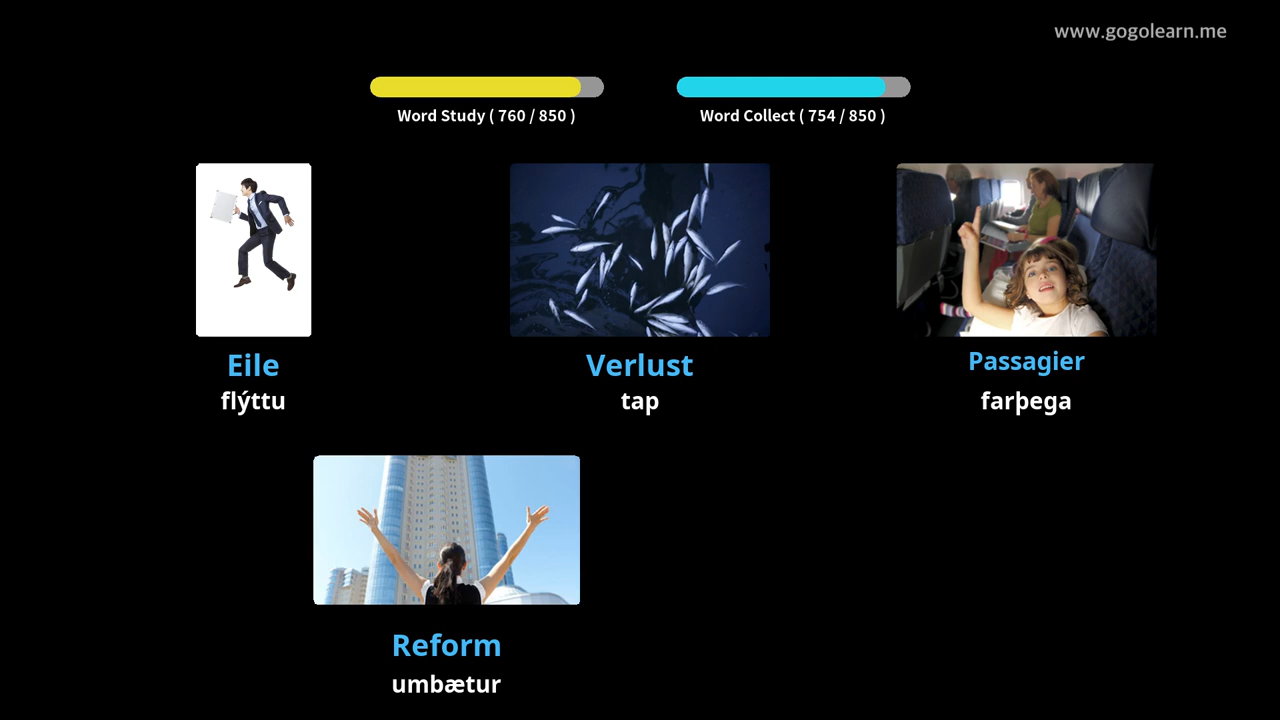 www.gogolearn.me
Word Study ( 760 / 850 )
Word Collect ( 754 / 850 )
Eile
flýttu
Verlust
tap
Passagier
farþega
Reform
umbætur